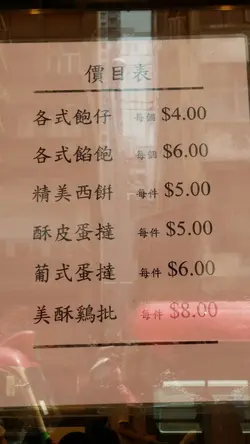 價目表
各式飽仔 每個 $4.00
各式餡飽 每個 $6.00
精美西餅 每件 $5.00
酥皮蛋撻 每件 $5.00
葡式蛋撻 每件 $6.00
美酥鷄批 每件 $8.00